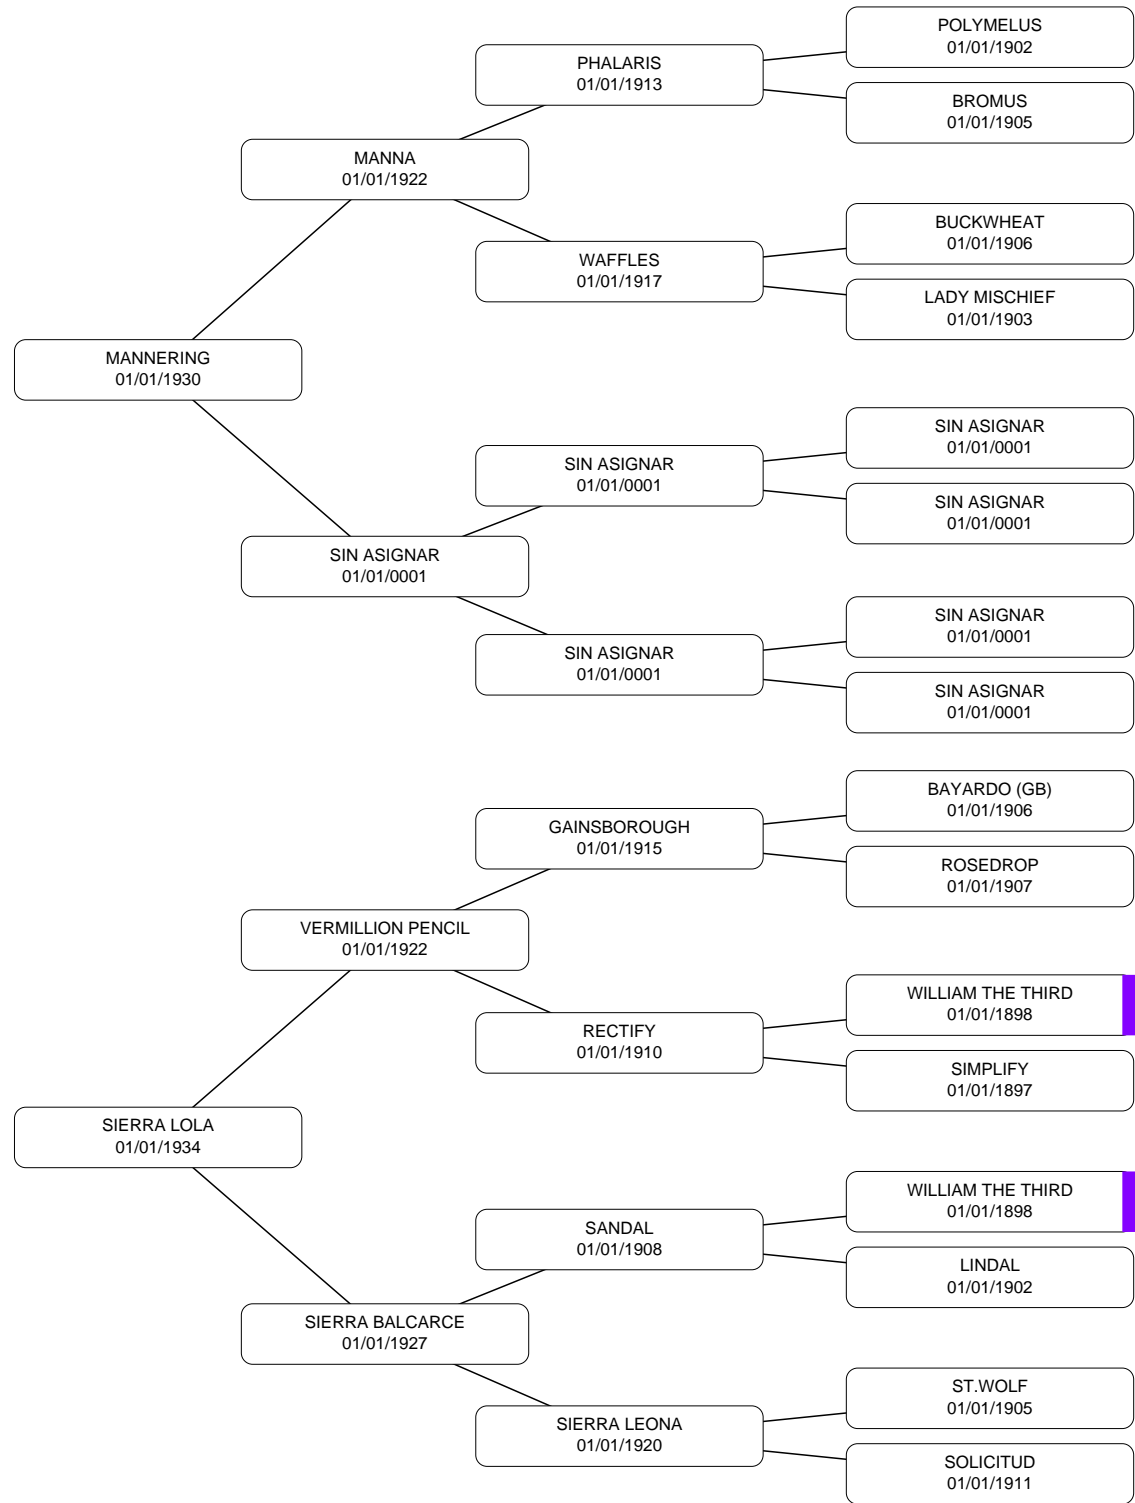 POLYMELUS
01/01/1902
PHALARIS
01/01/1913
BROMUS
01/01/1905
MANNA
01/01/1922
BUCKWHEAT
01/01/1906
WAFFLES
01/01/1917
LADY MISCHIEF
01/01/1903
MANNERING
01/01/1930
SIN ASIGNAR
01/01/0001
SIN ASIGNAR
01/01/0001
SIN ASIGNAR
01/01/0001
SIN ASIGNAR
01/01/0001
SIN ASIGNAR
01/01/0001
SIN ASIGNAR
01/01/0001
SIN ASIGNAR
01/01/0001
BAYARDO (GB)
01/01/1906
GAINSBOROUGH
01/01/1915
ROSEDROP
01/01/1907
VERMILLION PENCIL
01/01/1922
WILLIAM THE THIRD
01/01/1898
RECTIFY
01/01/1910
SIMPLIFY
01/01/1897
SIERRA LOLA
01/01/1934
WILLIAM THE THIRD
01/01/1898
SANDAL
01/01/1908
LINDAL
01/01/1902
SIERRA BALCARCE
01/01/1927
ST.WOLF
01/01/1905
SIERRA LEONA
01/01/1920
SOLICITUD
01/01/1911